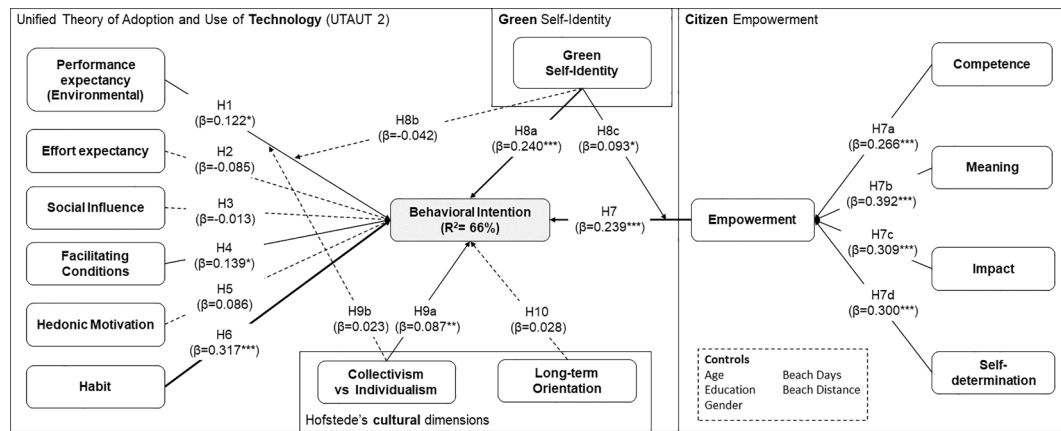 Unified Theory of Adoption and Use of Technology (UTAUT 2)
Performance
expectancy
(Environmental)
Effort expectancy
Social Influence
Facilitating
Conditions
Hedonic Motivation
Habit
H1
(β=0.122*)
H2
(β=-0.085)
H3
(β=-0.013)
H4
(β=0.139*)
H5
(β=0.086)
H6
(β=0.317***)
Green Self-Identity
Green
Self-Identity
H8b
(β=-0.042)
H8a
(β=0.240***)
H8c
(β=0.093*)
Behavioral Intention
(R²= 66%)
H7
(β=0.239***)
H9b
(β=0.023)
H9a
(β=0.087**)
H10
(β=0.028)
Collectivism
vs Individualism
Long-term
Orientation
Hofstede's cultural dimensions
Citizen Empowerment
Empowerment
Competence
Meaning
Impact
Self-
determination
H7a
(β=0.266***)
H7b
(β=0.392***)
H7c
(β=0.309***)
H7d
(β=0.300***)
Controls
Age Beach Days
Education Beach Distance
Gender